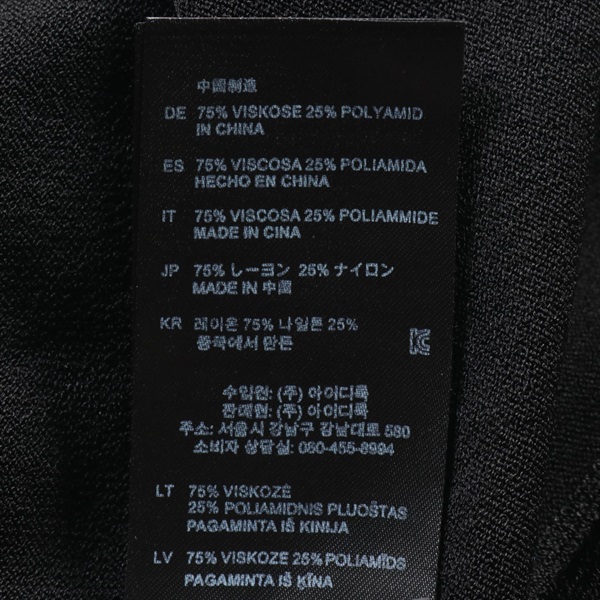 中國制造
DE 75% VISKOSE 25% POLYAMID
IN CHINA
ES 75% VISCOSA 25% POLIAMIDA
HECHO EN CHINA
IT 75% VISCOSA 25% POLIAMMIDE
MADE IN CINA
JP 75% レーヨン 25% ナイロン
MADE IN 中國
KR 레이온 75% 나일론 25%
중국에서 만든
수입원: (주) 아이디룩
판매원: (주) 아이디룩
주소: 서울시 강남구 강남대로 580
소비자 상담실: 080-455-8994
LT 75% VISKOZĖ
25% POLIAMIDNIS PLUOŠTAS
PAGAMINTA IŠ KINIJA
LV 75% VISKOZE 25% POLIAMĪDS
PAGAMINTA IŠ ĶĪNA